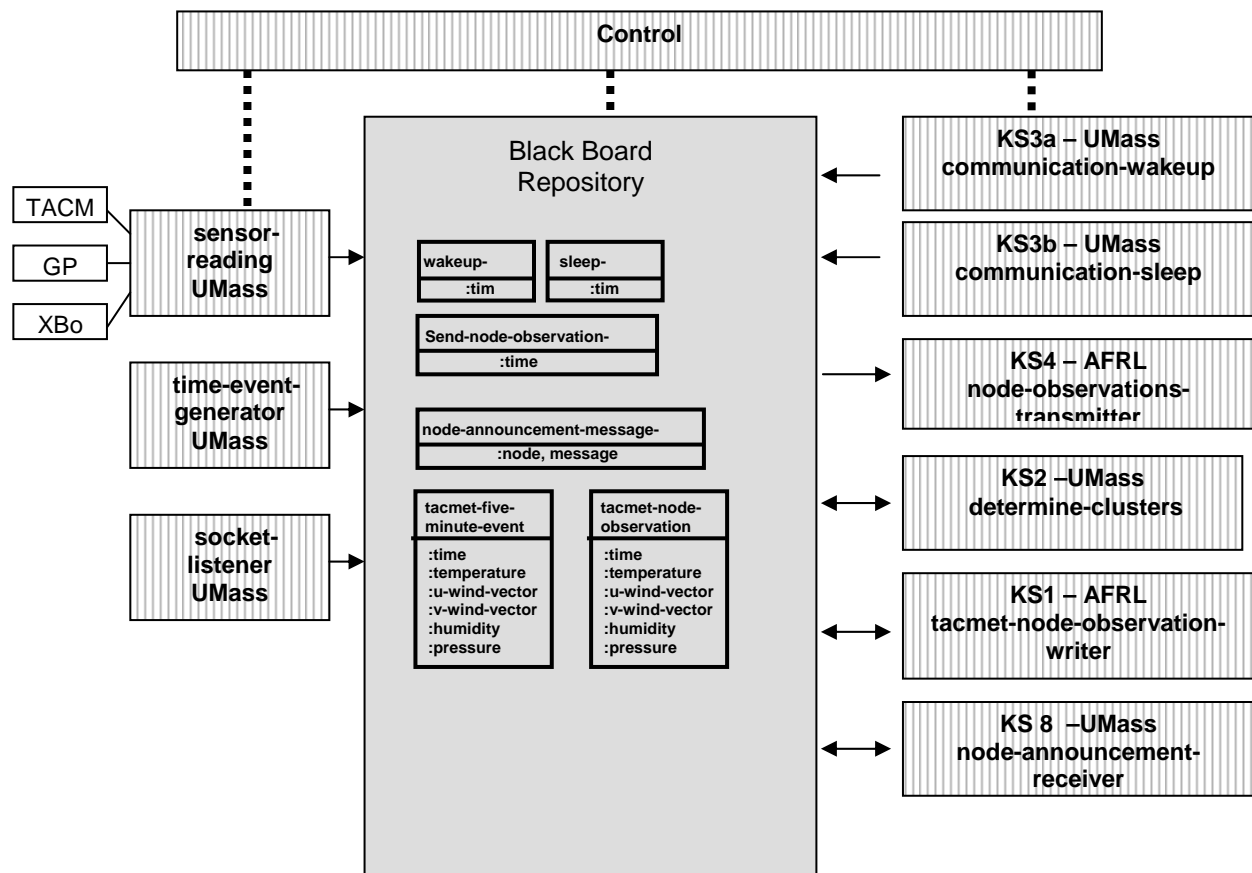 Control
Black Board
Repository
TACM
GP
XBo
sensor-
reading
UMass
time-event-
generator
UMass
socket-
listener
UMass
wakeup-
:tim
sleep-
:tim
Send-node-observation-
:time
node-announcement-message-
:node, message
tacmet-five-
minute-event
:time
:temperature
:u-wind-vector
:v-wind-vector
:humidity
:pressure
tacmet-node-
observation
:time
:temperature
:u-wind-vector
:v-wind-vector
:humidity
:pressure
KS3a – UMass
communication-wakeup
KS3b – UMass
communication-sleep
KS4 – AFRL
node-observations-
transmitter
KS2 –UMass
determine-clusters
KS1 – AFRL
tacmet-node-observation-
writer
KS 8 –UMass
node-announcement-
receiver